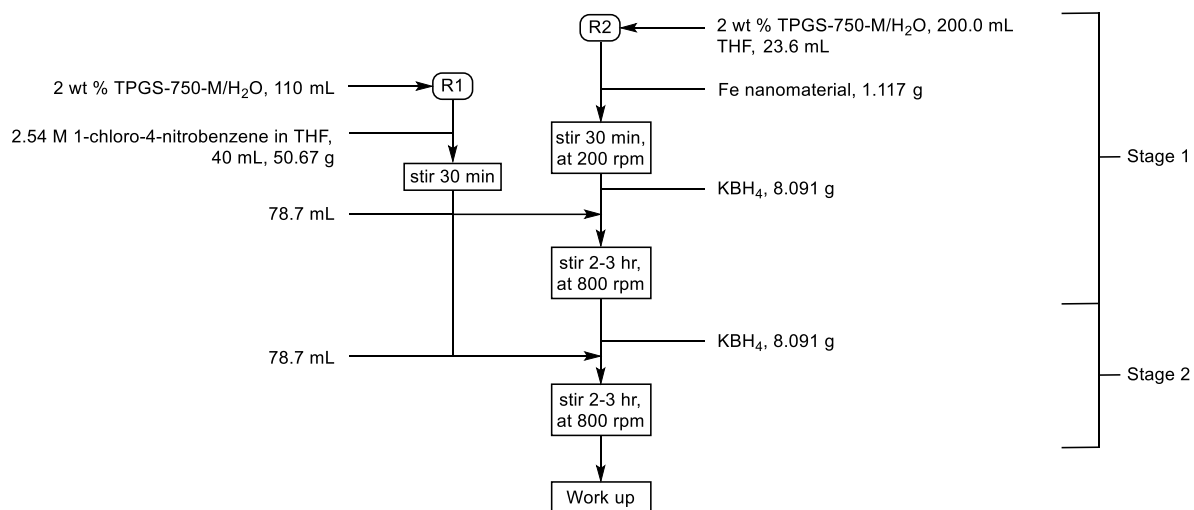 R2
2 wt % TPGS-750-M/H₂O, 200.0 mL
THF, 23.6 mL
2 wt % TPGS-750-M/H₂O, 110 mL
R1
Fe nanomaterial, 1.117 g
2.54 M 1-chloro-4-nitrobenzene in THF,
40 mL, 50.67 g
stir 30 min,
at 200 rpm
Stage 1
stir 30 min
KBH₄, 8.091 g
78.7 mL
stir 2-3 hr,
at 800 rpm
KBH₄, 8.091 g
78.7 mL
Stage 2
stir 2-3 hr,
at 800 rpm
Work up